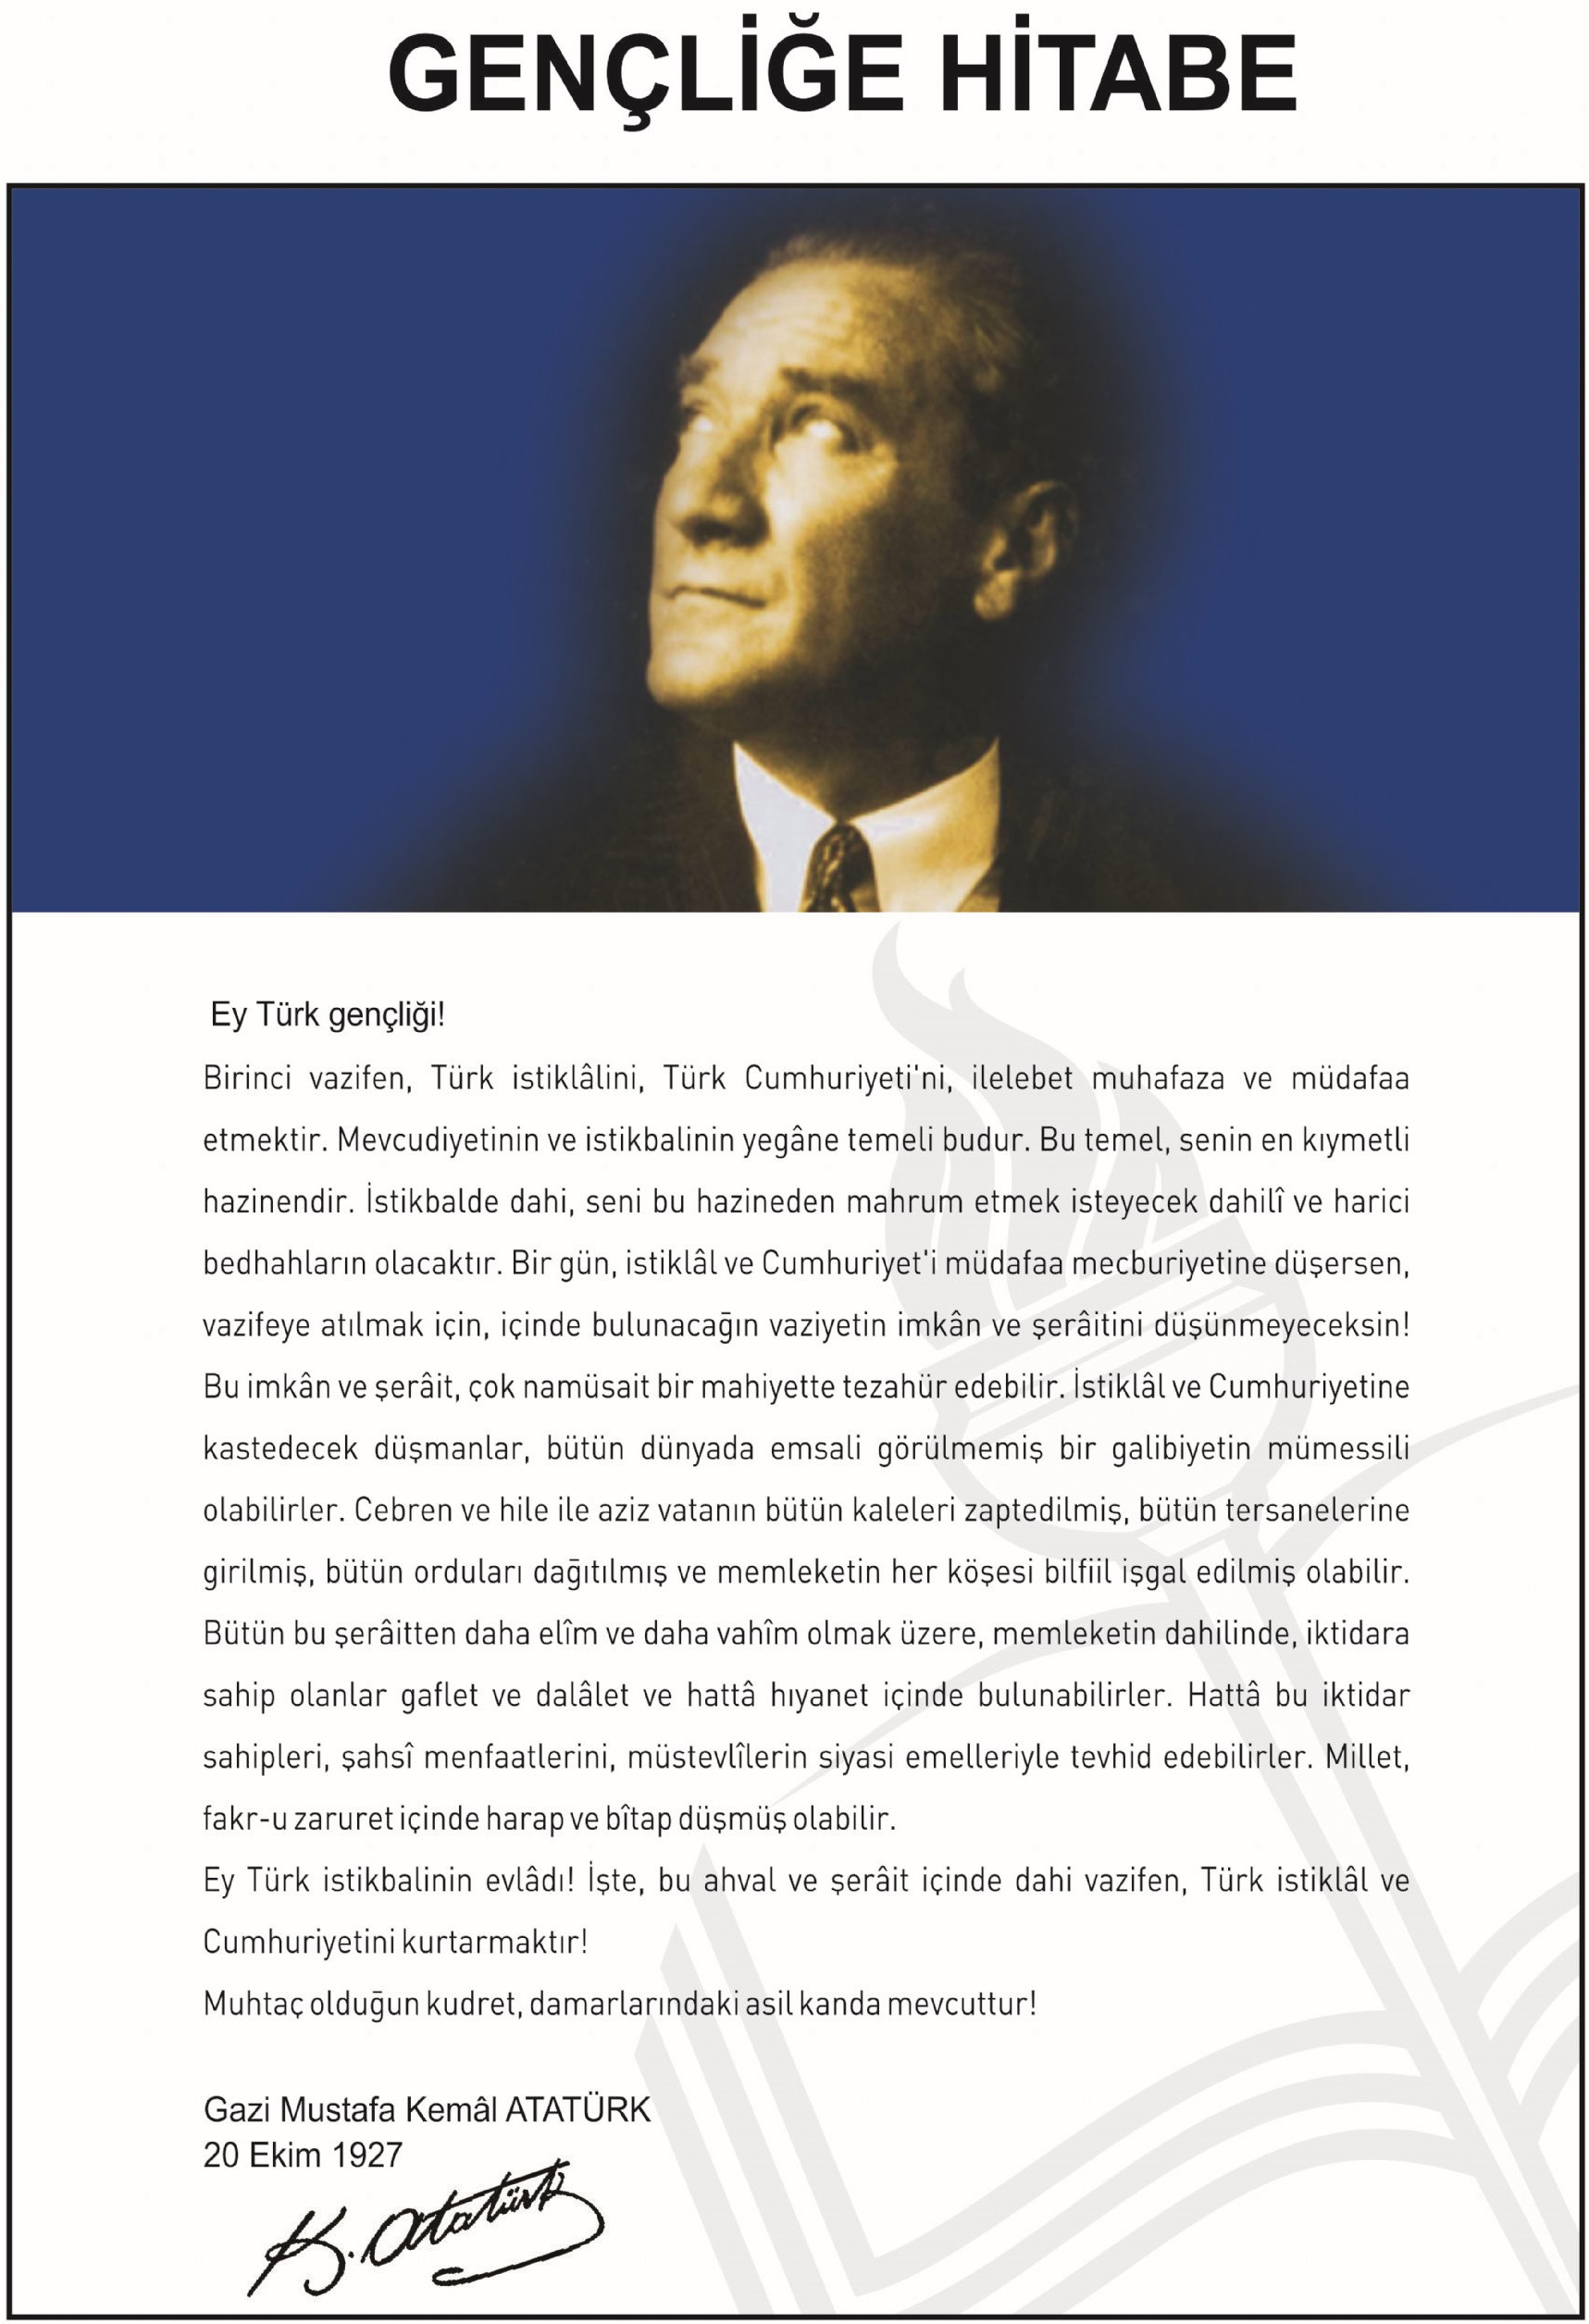 GENÇLİĞE HİTABE
Ey Türk gençliği!
Birinci vazifen, Türk istiklâlini, Türk Cumhuriyeti'ni, ilelebet muhafaza ve müdafaa
etmektir. Mevcudiyetinin ve istikbalinin yegâne temeli budur. Bu temel, senin en kıymetli
hazinendir. İstikbalde dahi, seni bu hazineden mahrum etmek isteyecek dahilî ve harici
bedhahların olacaktır. Bir gün, istiklâl ve Cumhuriyet'i müdafaa mecburiyetine düşersen,
vazifeye atılmak için, içinde bulunacağın vaziyetin imkân ve şerâitini düşünmeyeceksin!
Bu imkân ve şerâit, çok namüsait bir mahiyette tezahür edebilir. İstiklâl ve Cumhuriyetine
kastedecek düşmanlar, bütün dünyada emsali görülmemiş bir galibiyetin mümessili
olabilirler. Cebren ve hile ile aziz vatanın bütün kaleleri zaptedilmiş, bütün tersanelerine
girilmiş, bütün orduları dağıtılmış ve memleketin her köşesi bilfiil işgal edilmiş olabilir.
Bütün bu şerâitten daha elîm ve daha vahîm olmak üzere, memleketin dahilinde, iktidara
sahip olanlar gaflet ve dalâlet ve hattâ hıyanet içinde bulunabilirler. Hattâ bu iktidar
sahipleri, şahsî menfaatlerini, müstevlîlerin siyasi emelleriyle tevhid edebilirler. Millet,
fakr-u zaruret içinde harap ve bîtap düşmüş olabilir.
Ey Türk istikbalinin evlâdı! İşte, bu ahval ve şerâit içinde dahi vazifen, Türk istiklâl ve
Cumhuriyetini kurtarmaktır!
Muhtaç olduğun kudret, damarlarındaki asil kanda mevcuttur!
Gazi Mustafa Kemâl ATATÜRK
20 Ekim 1927
K. Atatürk